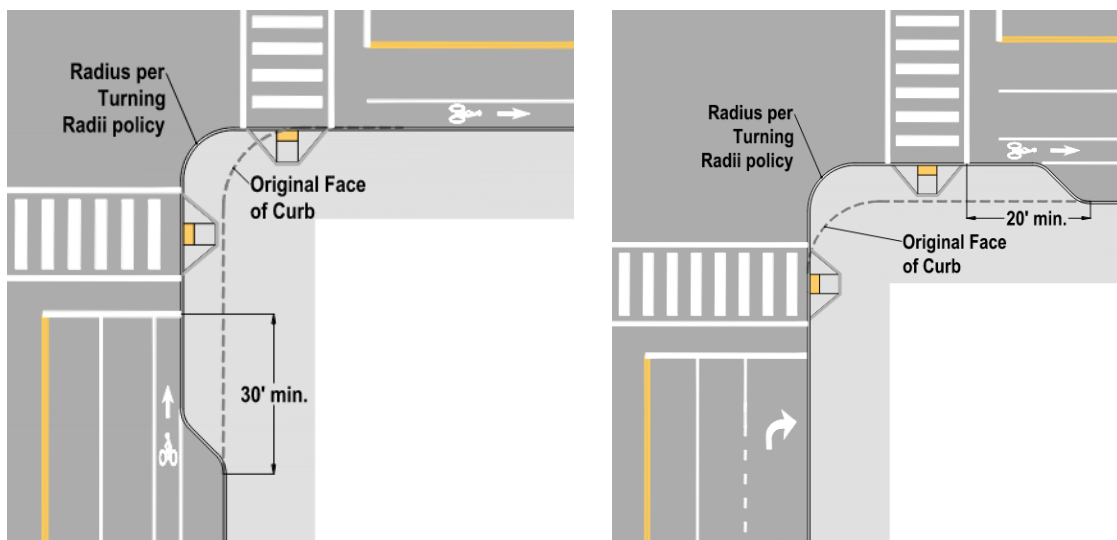 Radius per
Turning
Radii policy
Original Face
of Curb
30' min.
Radius per
Turning
Radii policy
20' min.
Original Face
of Curb